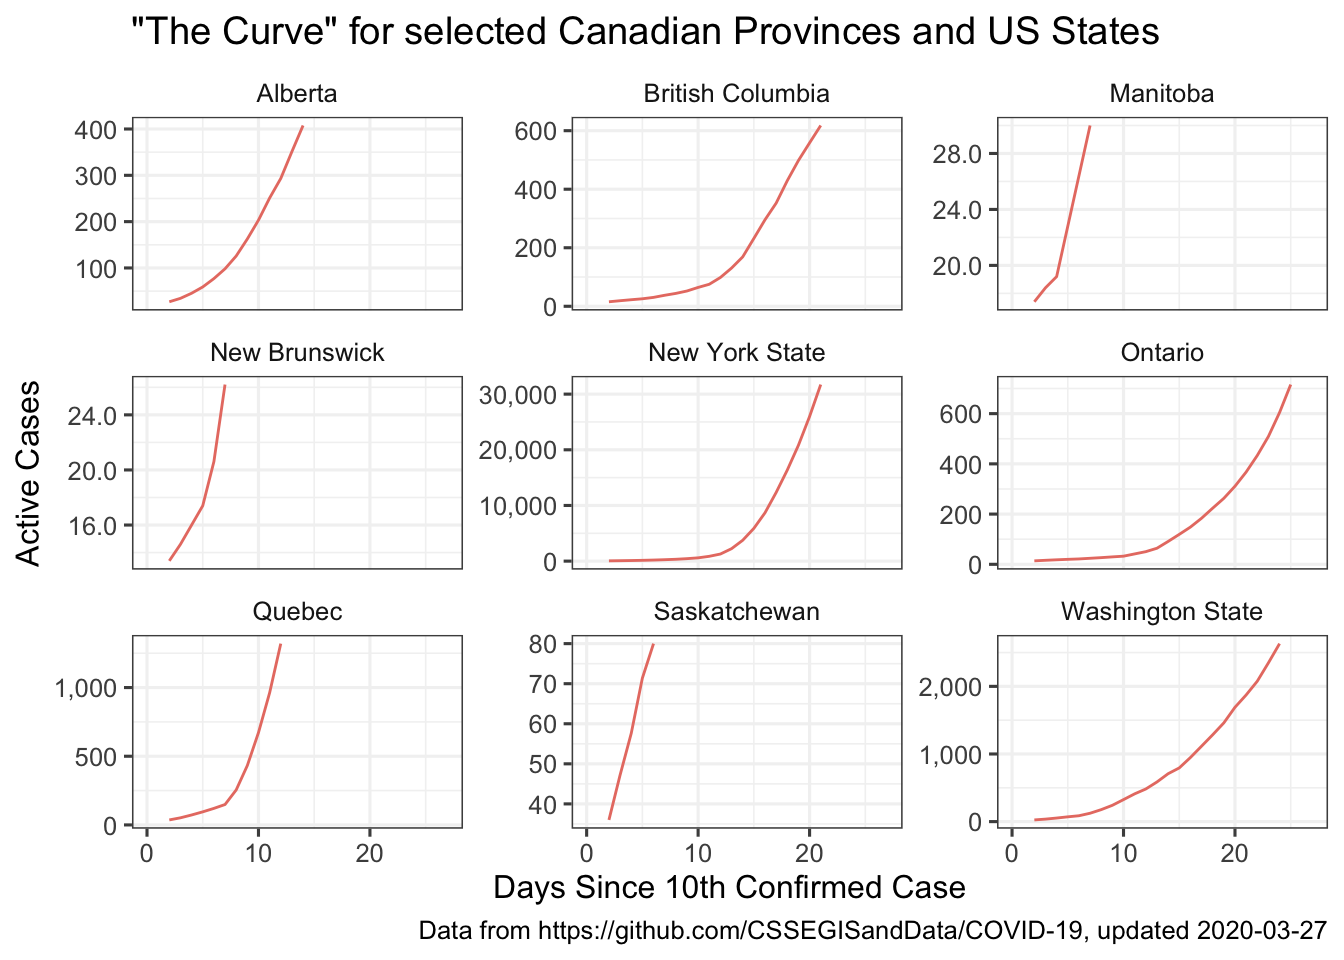 "The Curve" for selected Canadian Provinces and US States
Alberta
British Columbia
Manitoba
400
300
200
100
600
400
200
0
28.0
24.0
20.0
New Brunswick
New York State
Ontario
24.0
20.0
16.0
30,000
20,000
10,000
0
600
400
200
0
Active Cases
Quebec
Saskatchewan
Washington State
1,000
500
0
80
70
60
50
40
2,000
1,000
0
0 10 20
0 10 20
0 10 20
Days Since 10th Confirmed Case
Data from https://github.com/CSSEGISandData/COVID-19, updated 2020-03-27